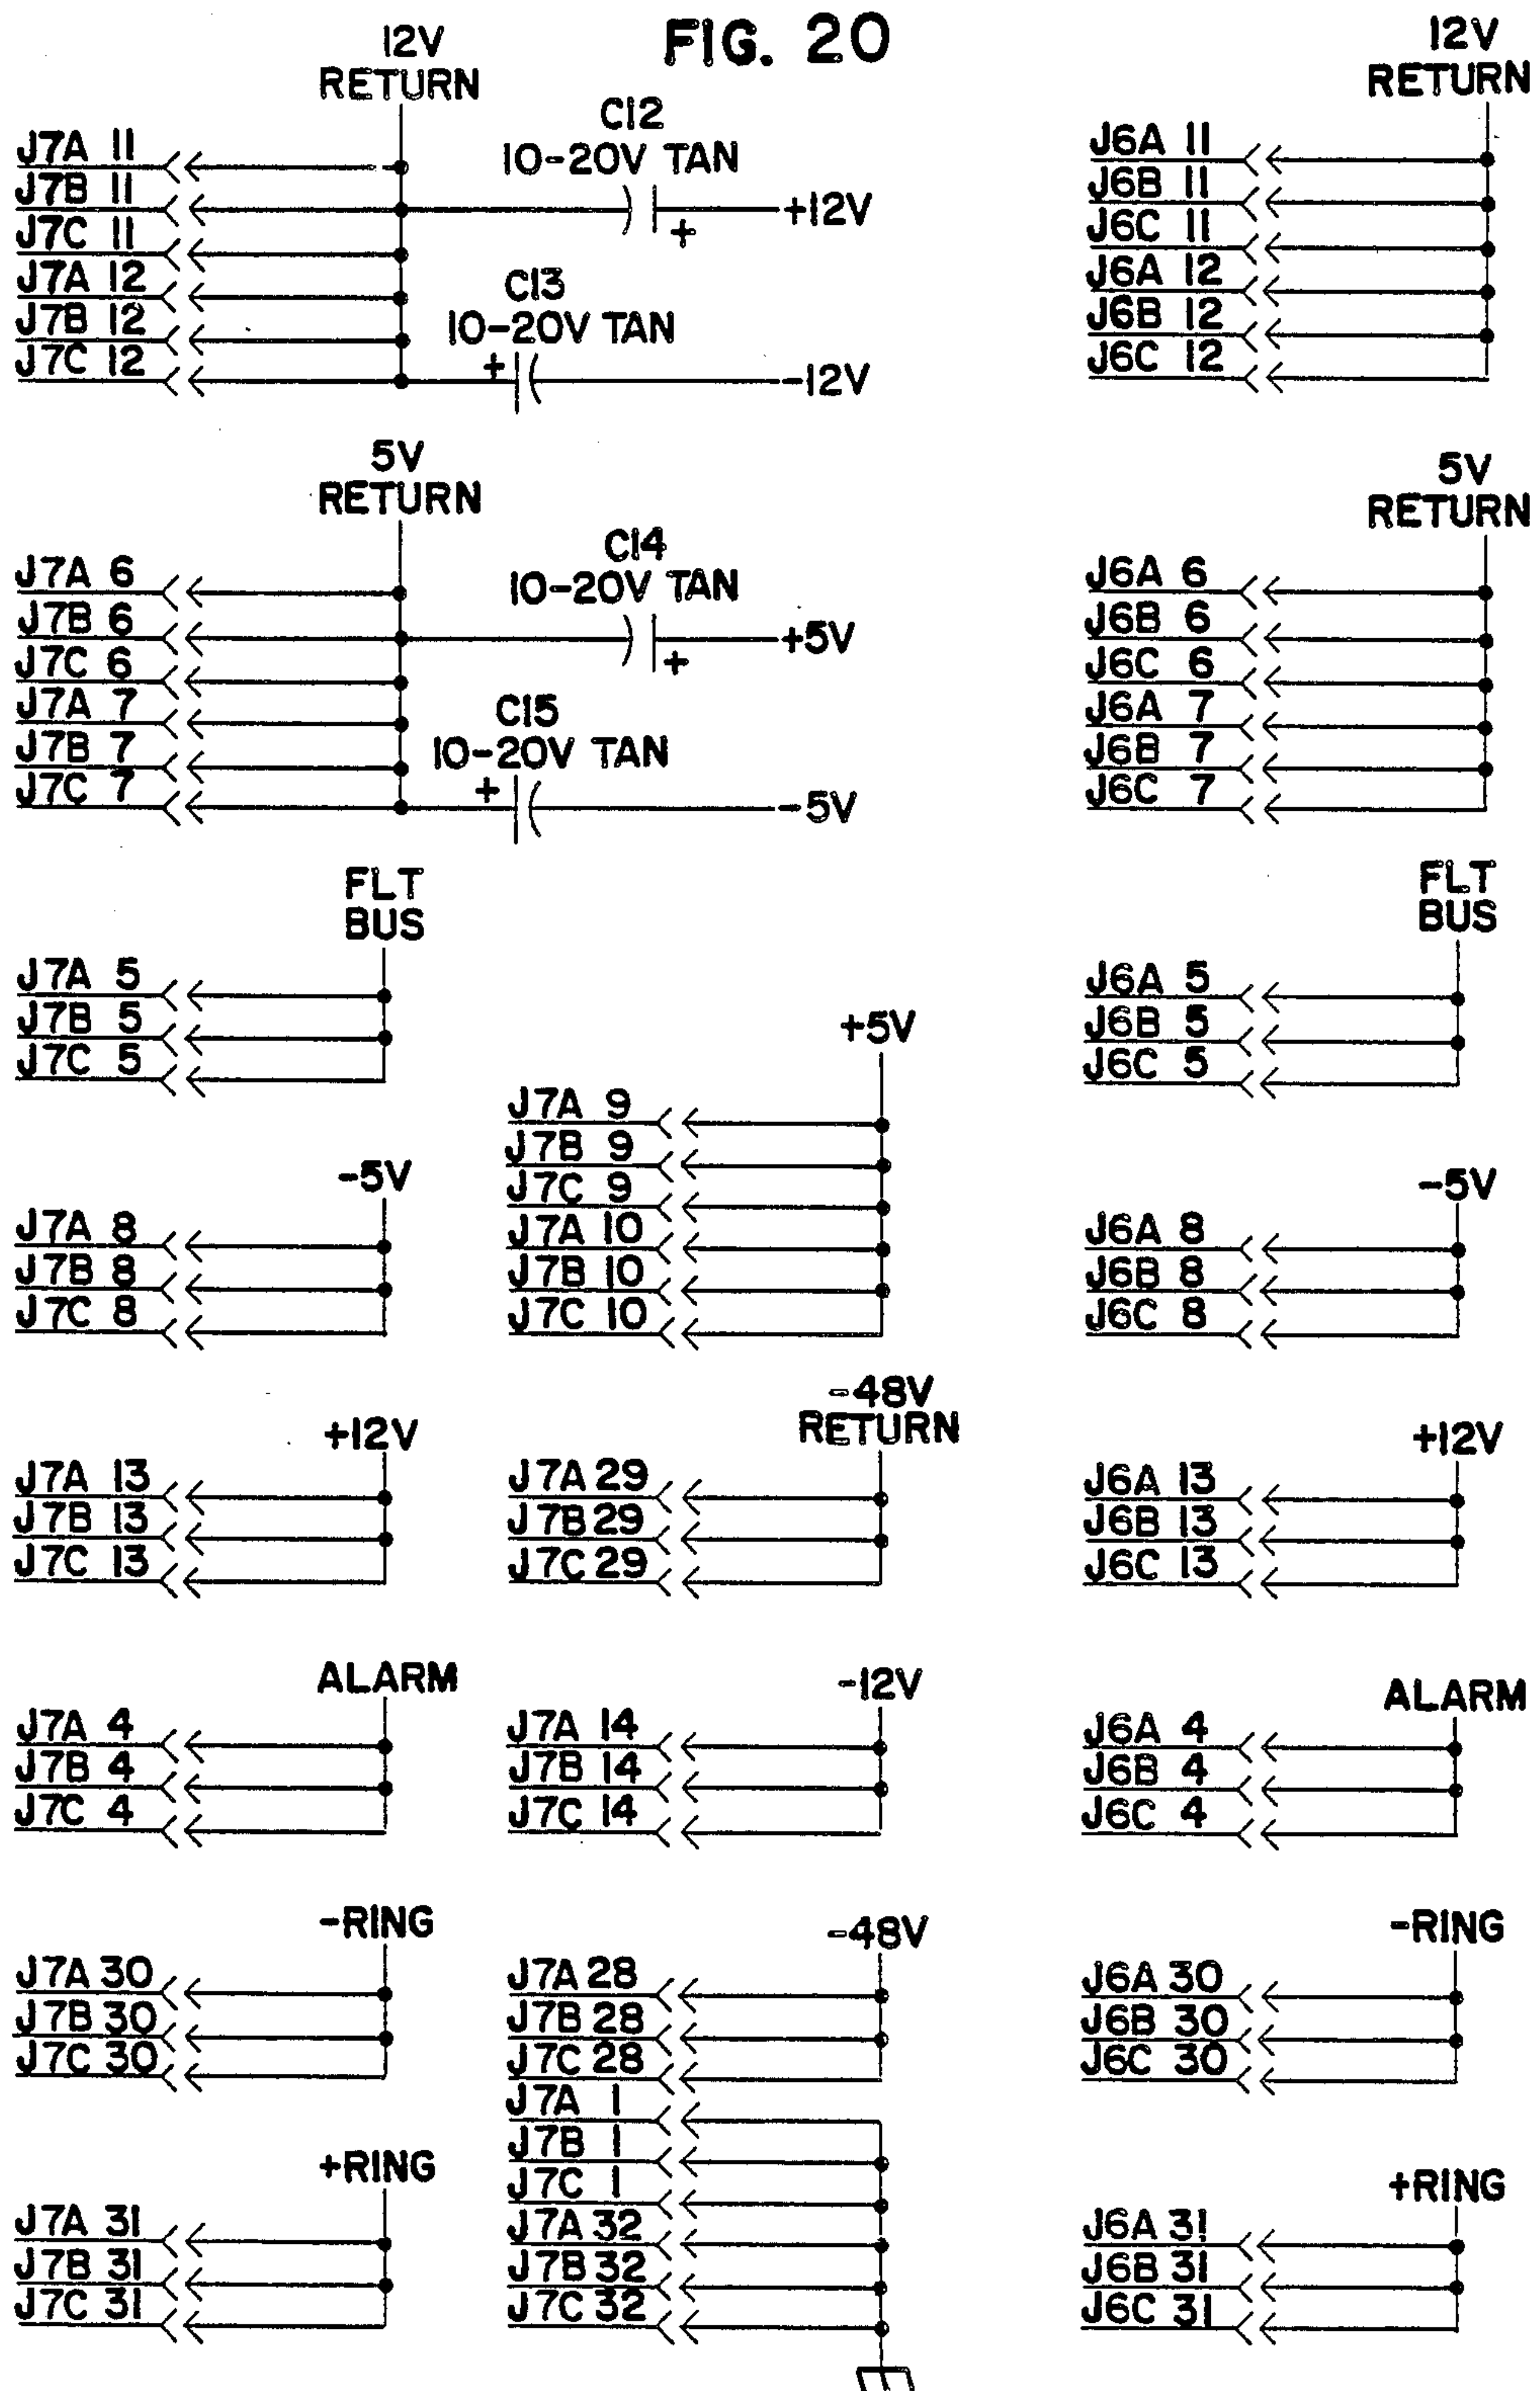 FIG. 20
12V
RETURN
J7A 11
J7B 11
J7C 11
J7A 12
J7B 12
J7C 12
C12
10-20V TAN
+
+12V
C13
10-20V TAN
+
-12V
5V
RETURN
J7A 6
J7B 6
J7C 6
J7A 7
J7B 7
J7C 7
C14
10-20V TAN
+
+5V
C15
10-20V TAN
+
-5V
FLT
BUS
J7A 5
J7B 5
J7C 5
-5V
J7A 8
J7B 8
J7C 8
+12V
J7A 13
J7B 13
J7C 13
ALARM
J7A 4
J7B 4
J7C 4
-RING
J7A 30
J7B 30
J7C 30
+RING
J7A 31
J7B 31
J7C 31
+5V
J7A 9
J7B 9
J7C 9
J7A 10
J7B 10
J7C 10
-48V
RETURN
J7A 29
J7B 29
J7C 29
-12V
J7A 14
J7B 14
J7C 14
-48V
J7A 28
J7B 28
J7C 28
J7A 1
J7B 1
J7C 1
J7A 32
J7B 32
J7C 32
12V
RETURN
J6A 11
J6B 11
J6C 11
J6A 12
J6B 12
J6C 12
5V
RETURN
J6A 6
J6B 6
J6C 6
J6A 7
J6B 7
J6C 7
FLT
BUS
J6A 5
J6B 5
J6C 5
-5V
J6A 8
J6B 8
J6C 8
+12V
J6A 13
J6B 13
J6C 13
ALARM
J6A 4
J6B 4
J6C 4
-RING
J6A 30
J6B 30
J6C 30
+RING
J6A 31
J6B 31
J6C 31